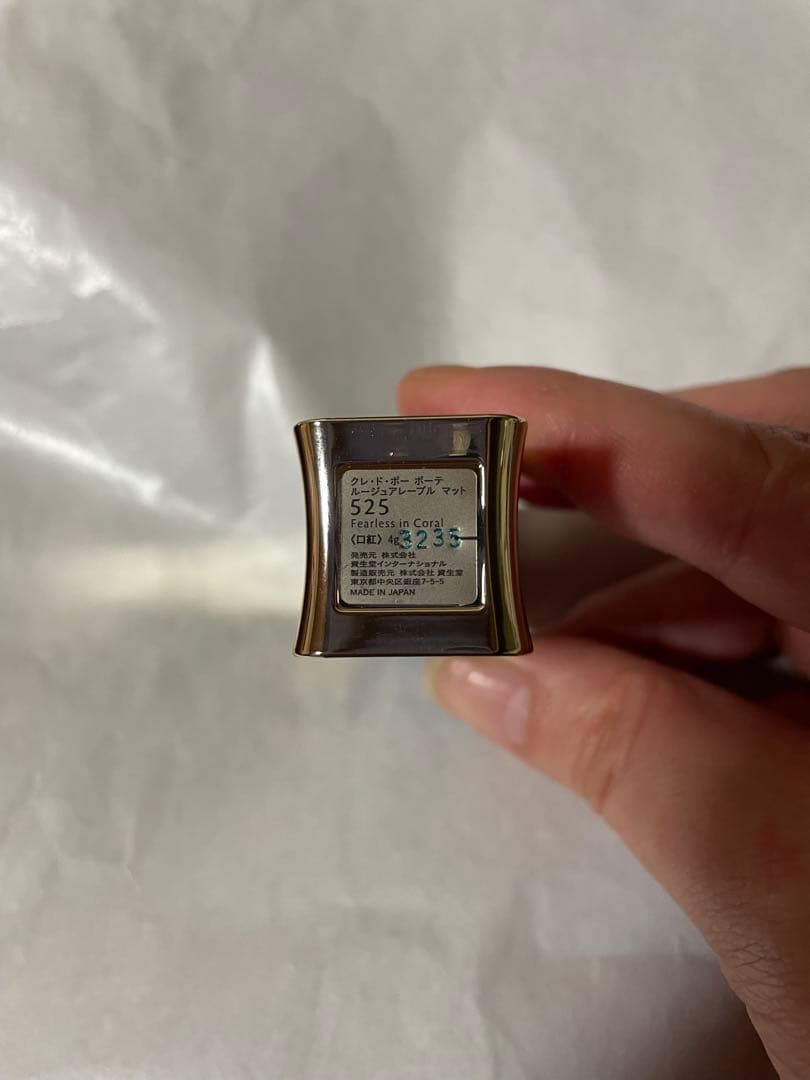 クレ・ド・ポー ボーテ
ルージュアレーブル マット
525
Fearless in Coral
〈口紅〉 4g 3235
発売元 株式会社
資生堂インターナショナル
製造販売元 株式会社 資生堂
東京都中央区銀座7-5-5
MADE IN JAPAN